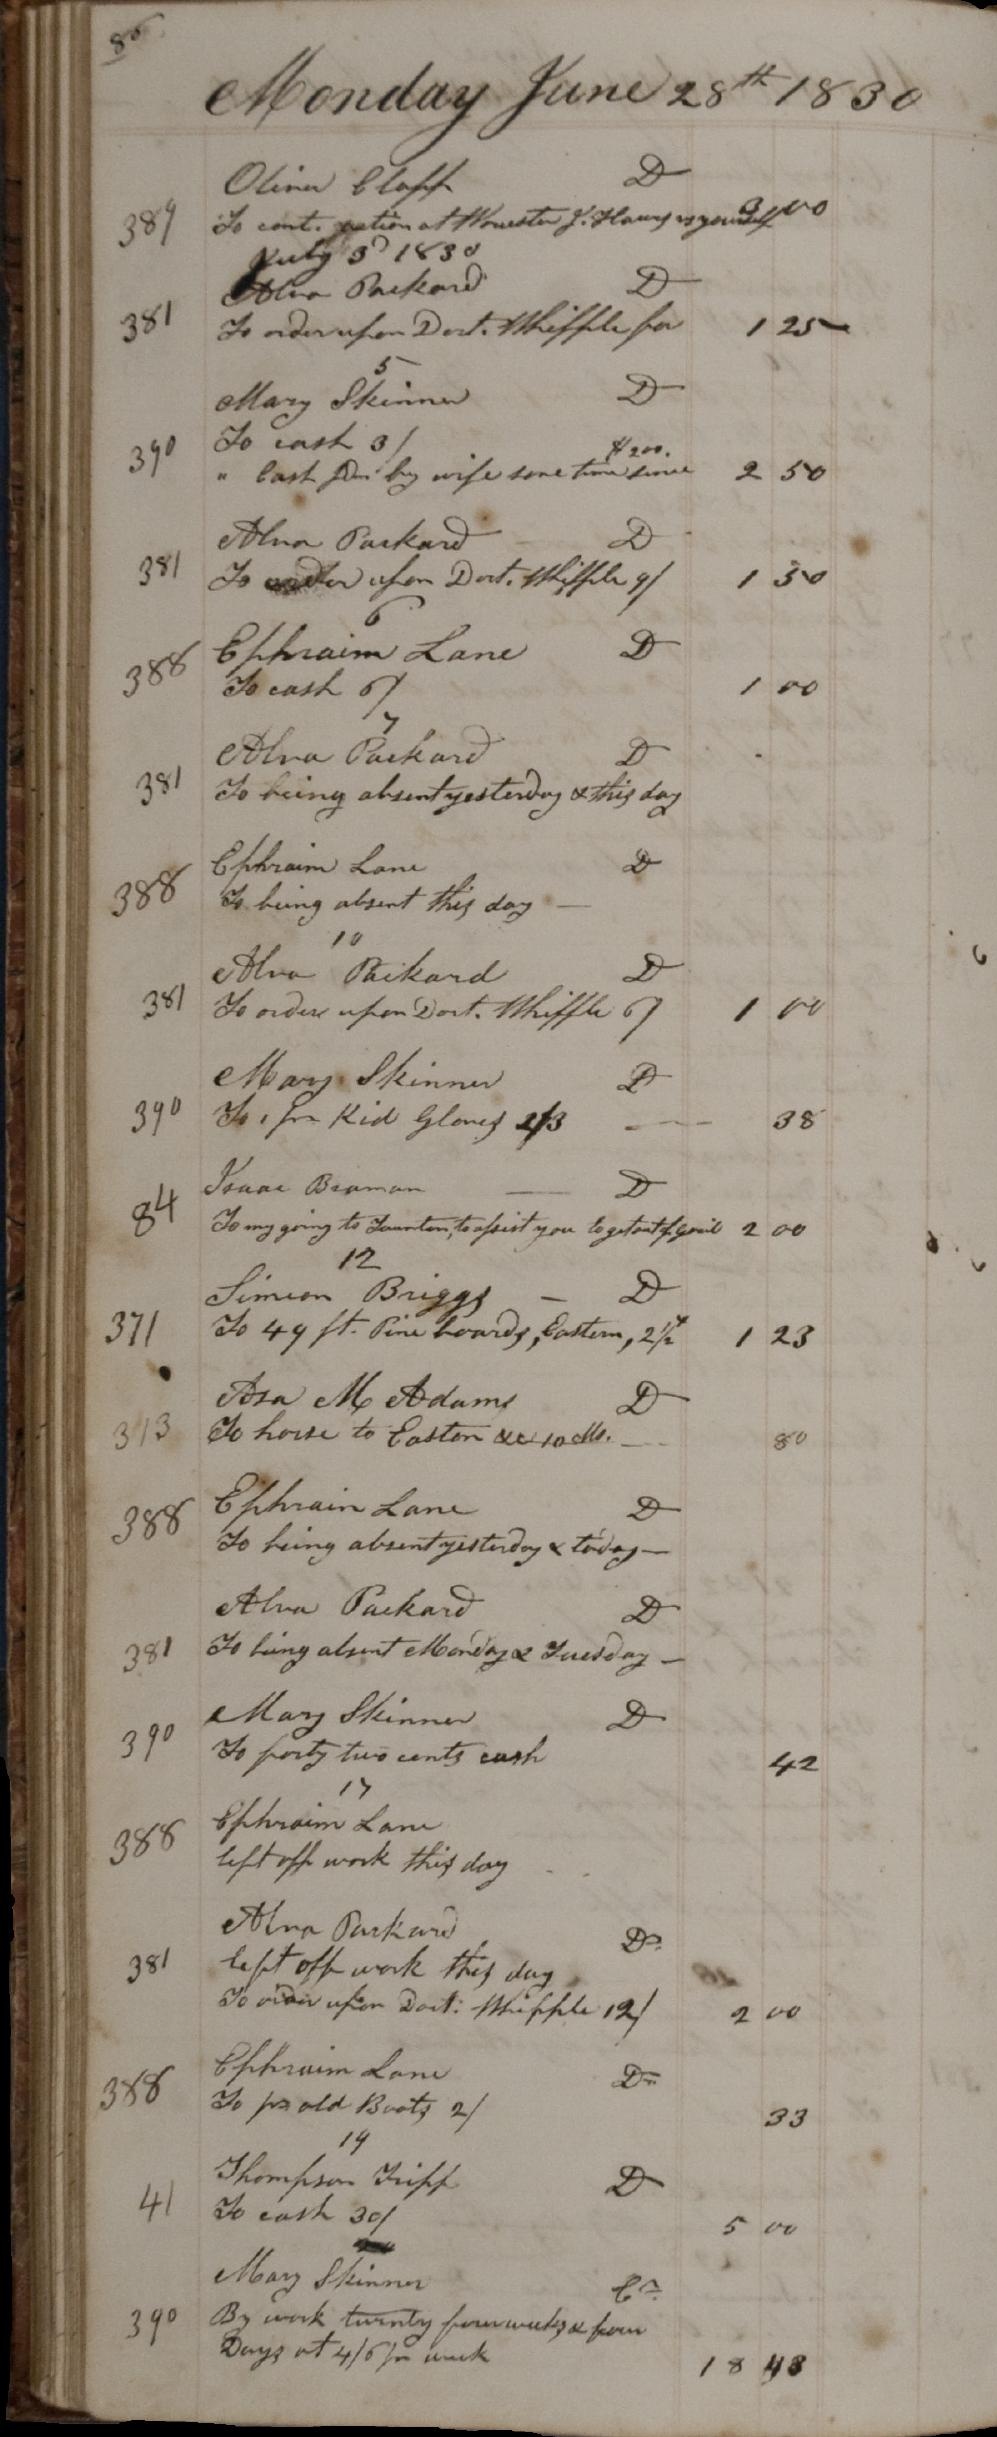 86
Monday June 28th 1830
Oliver Clapp D
389 To cont. action at Worcester J. Hawes vs yourself 3 00
July 3d 1830
Alva Packard D
381 To order upon Doct. Whipple for 1 25
5
Mary Skinner D
390 To cash 3/
$2.00.
" Cash by wife some time since 2 50
Alva Packard D
381 To order upon Doct. Whipple 9/ 1 50
6
388 Ephraim Lane D
To cash 6/ 1 00
7
Alva Packard D
381 To being absent yesterday & this day
Ephraim Lane D
388 To being absent this day —
10
Alva Packard D
381 To order upon Doct. Whipple 6/ 1 00
Mary Skinner D
390 To 1 pr Kid Gloves 2/3 — 38
Isaac Braman — D
84 To my going to Taunton, to assist you to get out of gaoil 2 00
12
Simeon Briggs — D
371 To 49 ft. Pine boards, Eastern, 2 1/2 1 23
Asa M Adams D
313 To horse to Easton &c 10 Ms. — 80
Ephraim Lane D
388 To being absent yesterday & today —
Alva Packard D
381 To being absent Monday & Tuesday —
Mary Skinner D
390 To forty two cents cash 42
17
Ephraim Lane
388 left off work this day
Alva Packard Dr
381 left off work this day
To order upon Doct. Whipple 12/ 2 00
Ephraim Lane Dr
388 To pr old Boots 2/ 33
19
Thompson Tripp D
41 To cash 30/ 5 00
Mary Skinner Cr
390 By work twenty four weeks & four
Days at 4/6 pr week 18 48